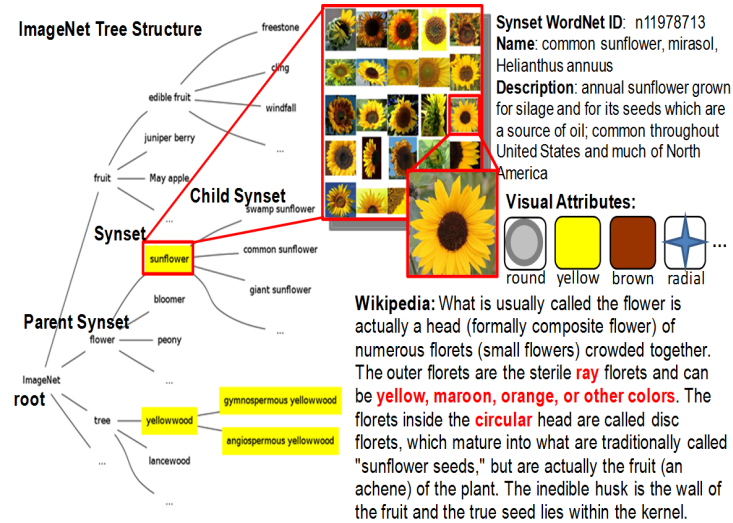 ImageNet Tree Structure
freestone
cling
edible fruit
windfall
...
juniper berry
fruit
May apple
...
Child Synset
swamp sunflower
Synset
sunflower
common sunflower
giant sunflower
...
bloomer
Parent Synset
flower
peony
...
ImageNet
root
gymnospermous yellowwood
tree
yellowwood
angiospermous yellowwood
lancewood
...
...
Synset WordNet ID: n11978713
Name: common sunflower, mirasol,
Helianthus annuus
Description: annual sunflower grown
for silage and for its seeds which are
a source of oil; common throughout
United States and much of North
America
Visual Attributes:
...
round yellow brown radial
Wikipedia: What is usually called the flower is
actually a head (formally composite flower) of
numerous florets (small flowers) crowded together.
The outer florets are the sterile ray florets and can
be yellow, maroon, orange, or other colors. The
florets inside the circular head are called disc
florets, which mature into what are traditionally called
"sunflower seeds," but are actually the fruit (an
achene) of the plant. The inedible husk is the wall of
the fruit and the true seed lies within the kernel.